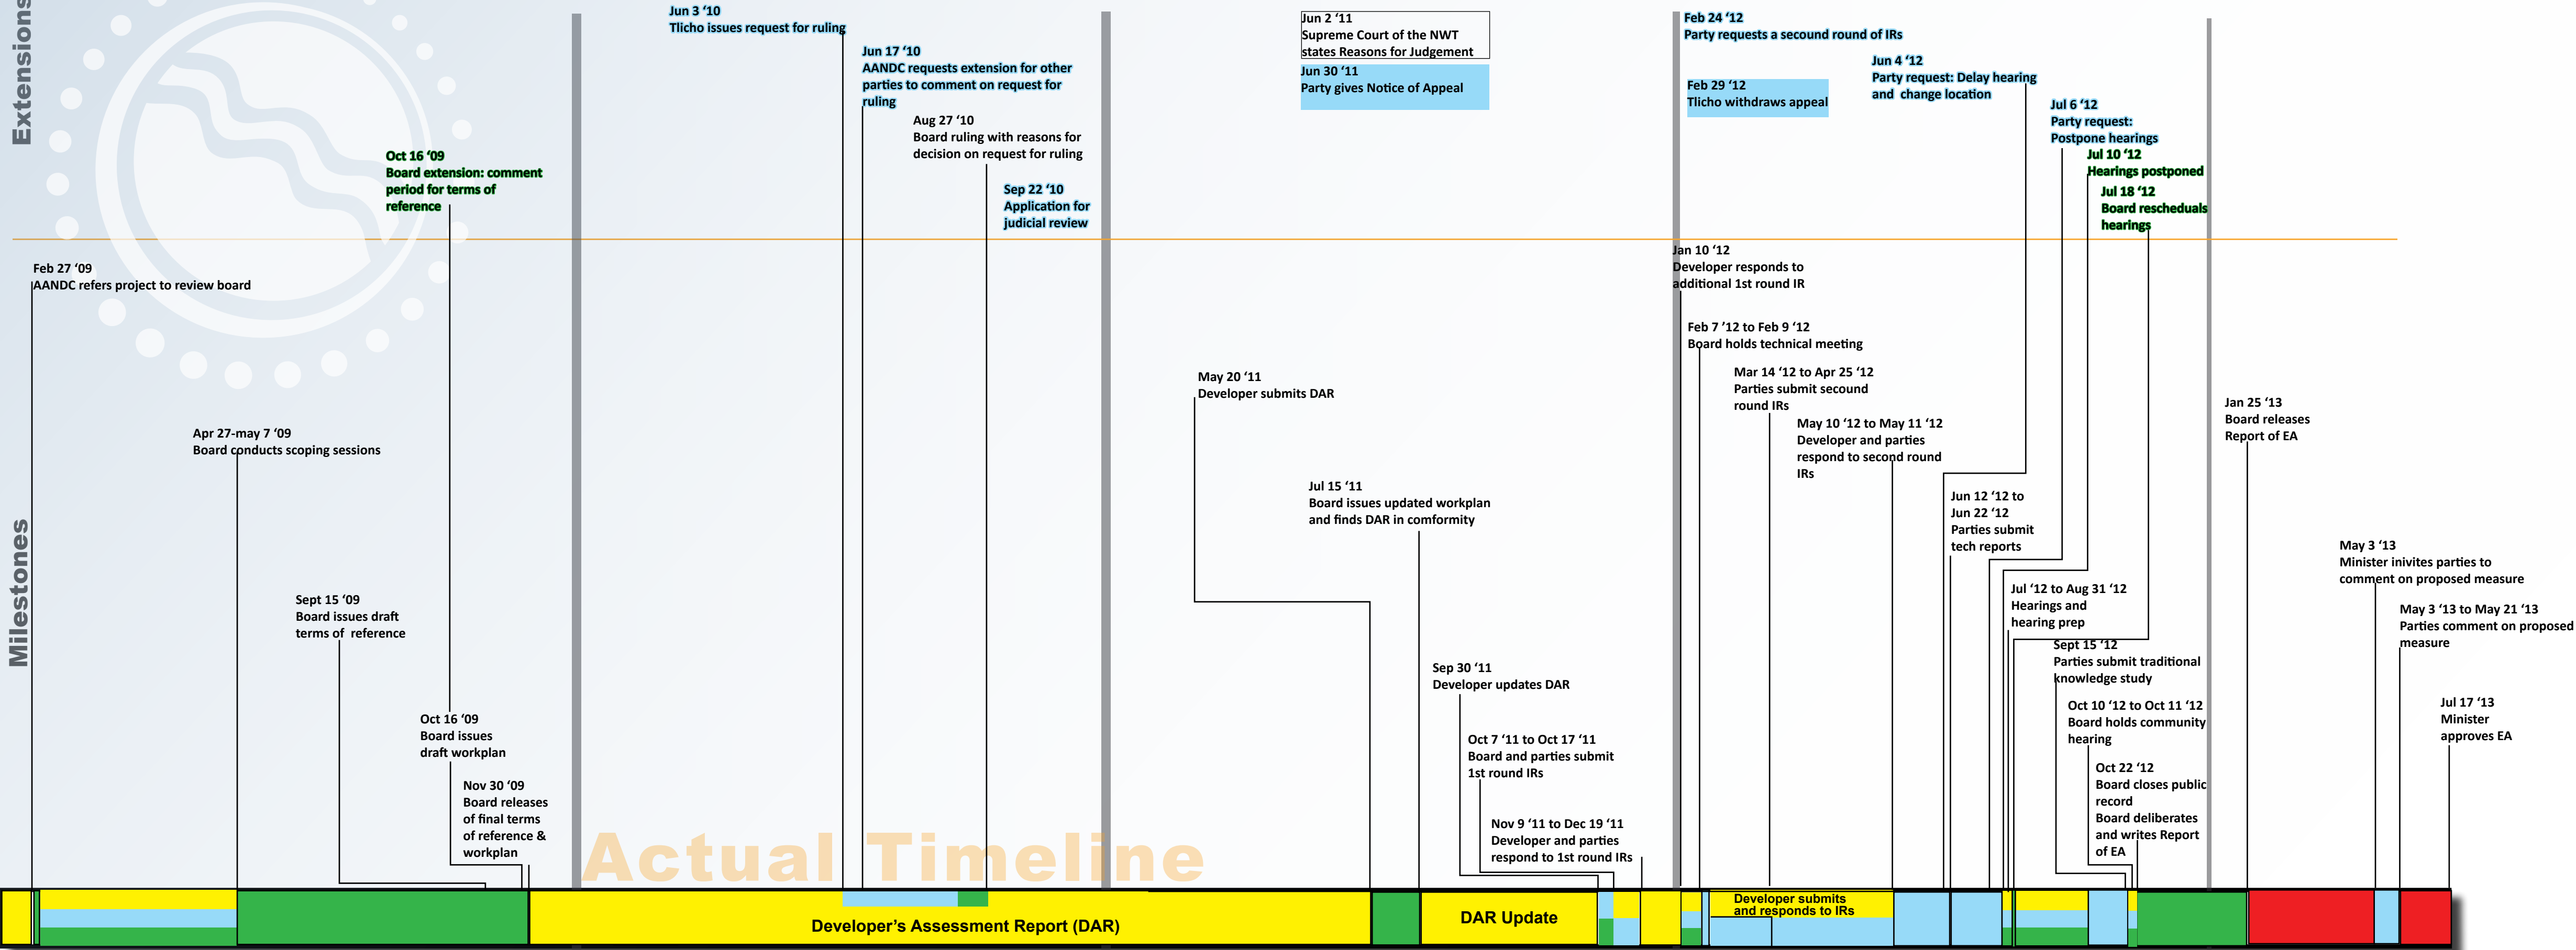 Extensions
Jun 3 ‘10
Tlicho issues request for ruling
Jun 17 ‘10
AANDC requests extension for other
parties to comment on request for
ruling
Aug 27 ‘10
Board ruling with reasons for
decision on request for ruling
Sep 22 ‘10
Application for
judicial review
Oct 16 ‘09
Board extension: comment
period for terms of
reference
Jun 2 ‘11
Supreme Court of the NWT
states Reasons for Judgement
Jun 30 ‘11
Party gives Notice of Appeal
Feb 24 ‘12
Party requests a secound round of IRs
Feb 29 ‘12
Tlicho withdraws appeal
Jun 4 ‘12
Party request: Delay hearing
and change location
Jul 6 ‘12
Party request:
Postpone hearings
Jul 10 ‘12
Hearings postponed
Jul 18 ‘12
Board rescheduals
hearings
Milestones
Feb 27 ‘09
AANDC refers project to review board
Apr 27-may 7 ‘09
Board conducts scoping sessions
Sept 15 ‘09
Board issues draft
terms of reference
Oct 16 ‘09
Board issues
draft workplan
Nov 30 ‘09
Board releases
of final terms
of reference &
workplan
May 20 ‘11
Developer submits DAR
Jul 15 ‘11
Board issues updated workplan
and finds DAR in comformity
Sep 30 ‘11
Developer updates DAR
Oct 7 ‘11 to Oct 17 ‘11
Board and parties submit
1st round IRs
Nov 9 ‘11 to Dec 19 ‘11
Developer and parties
respond to 1st round IRs
Jan 10 ‘12
Developer responds to
additional 1st round IR
Feb 7 ’12 to Feb 9 ‘12
Board holds technical meeting
Mar 14 ‘12 to Apr 25 ‘12
Parties submit secound
round IRs
May 10 ‘12 to May 11 ‘12
Developer and parties
respond to second round
IRs
Jun 12 ‘12 to
Jun 22 ‘12
Parties submit
tech reports
Jul ‘12 to Aug 31 ‘12
Hearings and
hearing prep
Sept 15 ‘12
Parties submit traditional
knowledge study
Oct 10 ‘12 to Oct 11 ‘12
Board holds community
hearing
Oct 22 ‘12
Board closes public
record
Board deliberates
and writes Report
of EA
Jan 25 ‘13
Board releases
Report of EA
May 3 ‘13
Minister inivites parties to
comment on proposed measure
May 3 ‘13 to May 21 ‘13
Parties comment on proposed
measure
Jul 17 ‘13
Minister
approves EA
Actual Timeline
Developer’s Assessment Report (DAR)
DAR Update
Developer submits
and responds to IRs